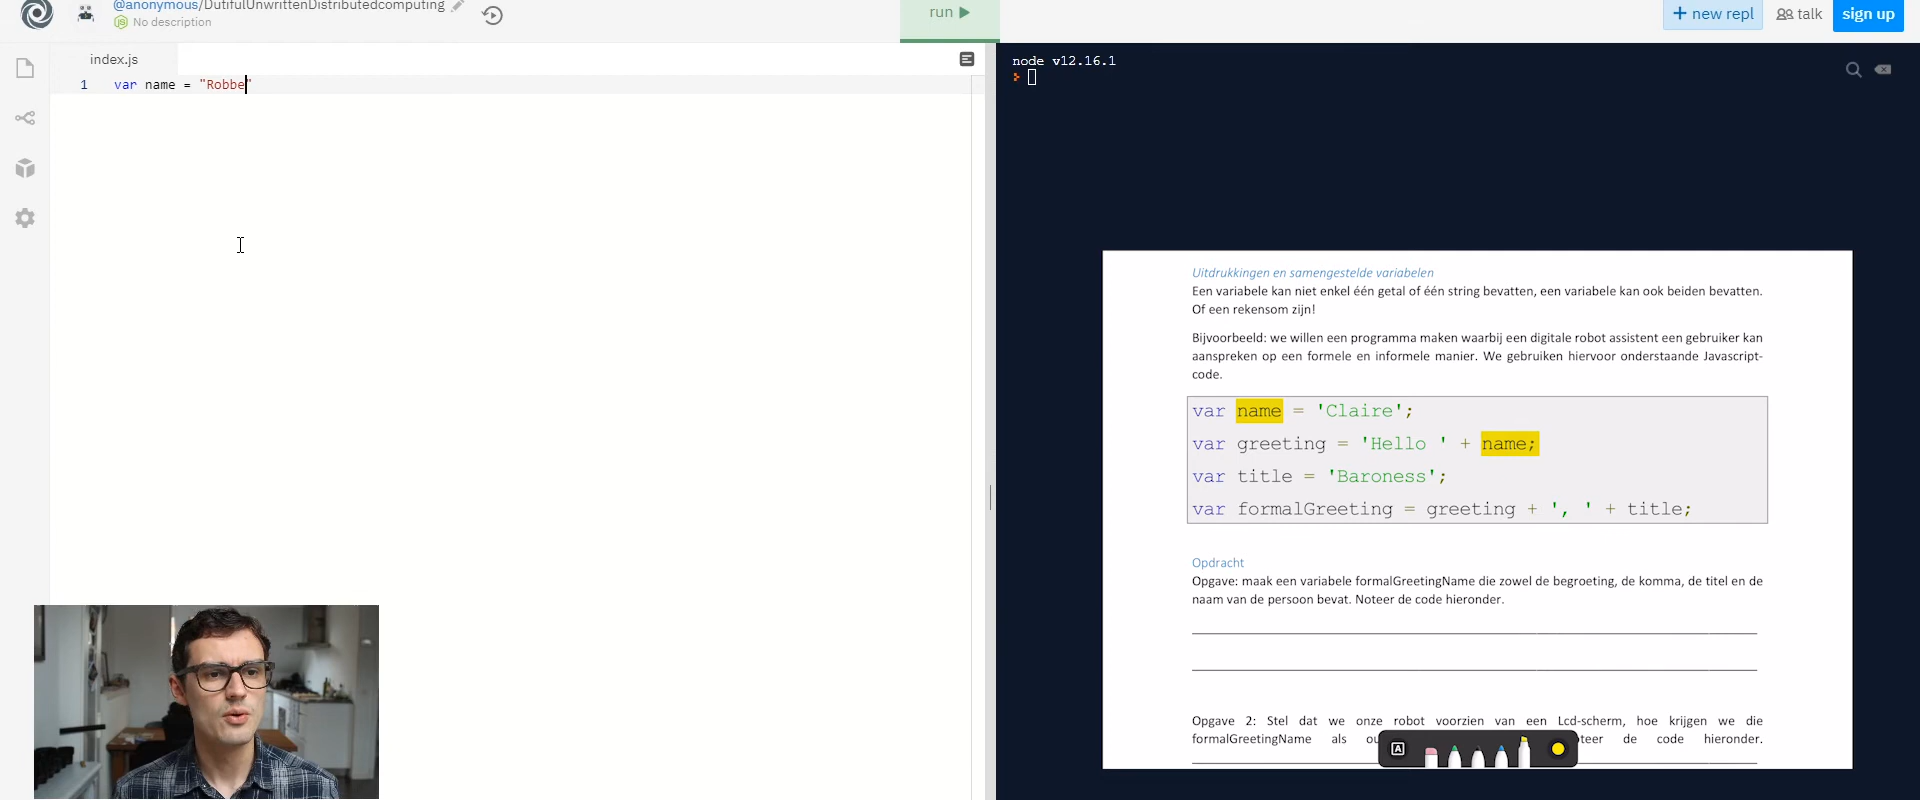 @anonymous/DutifulUnwrittenDistributedcomputing
No description
run
+ new repl
talk
sign up
index.js
1 var name = "Robbe"
node v12.16.1
Uitdrukkingen en samengestelde variabelen
Een variabele kan niet enkel één getal of één string bevatten, een variabele kan ook beiden bevatten.
Of een rekensom zijn!
Bijvoorbeeld: we willen een programma maken waarbij een digitale robot assistent een gebruiker kan
aanspreken op een formele en informele manier. We gebruiken hiervoor onderstaande Javascript-
code.
var name = 'Claire';
var greeting = 'Hello ' + name;
var title = 'Baroness';
var formalGreeting = greeting + ', ' + title;
Opdracht
Opgave: maak een variabele formalGreetingName die zowel de begroeting, de komma, de titel en de
naam van de persoon bevat. Noteer de code hieronder.
Opgave 2: Stel dat we onze robot voorzien van een Lcd-scherm, hoe krijgen we die
formalGreetingName als de code hieronder.
A